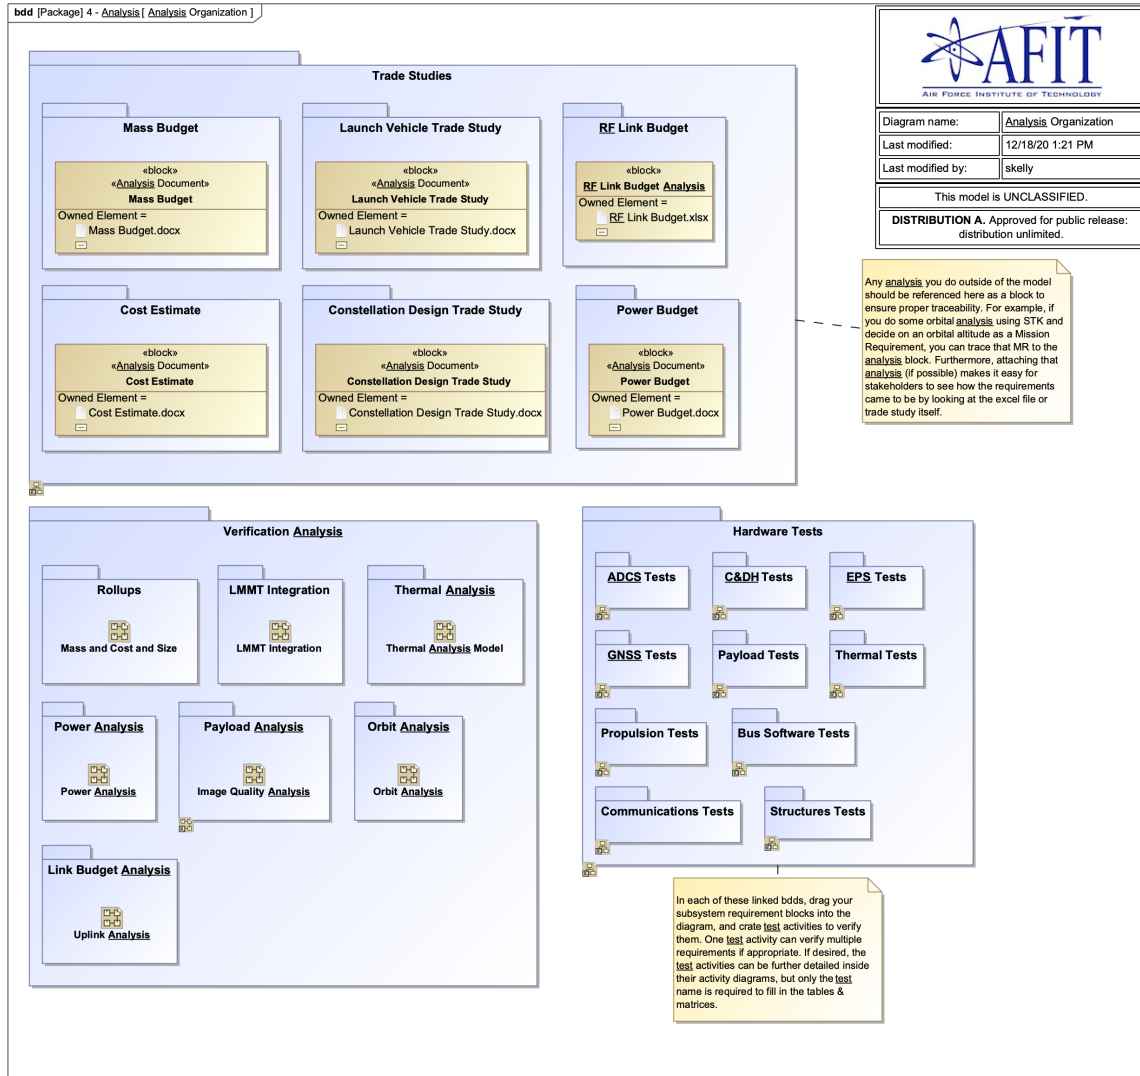 bdd [Package] 4 - Analysis [ Analysis Organization ]
AFIT
AIR FORCE INSTITUTE OF TECHNOLOGY
Diagram name: Analysis Organization
Last modified: 12/18/20 1:21 PM
Last modified by: skelly
This model is UNCLASSIFIED.
DISTRIBUTION A. Approved for public release:
distribution unlimited.
Trade Studies
Mass Budget
«block»
«Analysis Document»
Mass Budget
Owned Element =
Mass Budget.docx
Launch Vehicle Trade Study
«block»
«Analysis Document»
Launch Vehicle Trade Study
Owned Element =
Launch Vehicle Trade Study.docx
RF Link Budget
«block»
RF Link Budget Analysis
Owned Element =
RF Link Budget.xlsx
Cost Estimate
«block»
«Analysis Document»
Cost Estimate
Owned Element =
Cost Estimate.docx
Constellation Design Trade Study
«block»
«Analysis Document»
Constellation Design Trade Study
Owned Element =
Constellation Design Trade Study.docx
Power Budget
«block»
«Analysis Document»
Power Budget
Owned Element =
Power Budget.docx
Any analysis you do outside of the model
should be referenced here as a block to
ensure proper traceability. For example, if
you do some orbital analysis using STK and
decide on an orbital altitude as a Mission
Requirement, you can trace that MR to the
analysis block. Furthermore, attaching that
analysis (if possible) makes it easy for
stakeholders to see how the requirements
came to be by looking at the excel file or
trade study itself.
Verification Analysis
Rollups
Mass and Cost and Size
LMMT Integration
LMMT Integration
Thermal Analysis
Thermal Analysis Model
Power Analysis
Power Analysis
Payload Analysis
Image Quality Analysis
Orbit Analysis
Orbit Analysis
Link Budget Analysis
Uplink Analysis
Hardware Tests
ADCS Tests
C&DH Tests
EPS Tests
GNSS Tests
Payload Tests
Thermal Tests
Propulsion Tests
Bus Software Tests
Communications Tests
Structures Tests
In each of these linked bdds, drag your
subsystem requirement blocks into the
diagram, and crate test activities to verify
them. One test activity can verify multiple
requirements if appropriate. If desired, the
test activities can be further detailed inside
their activity diagrams, but only the test
name is required to fill in the tables &
matrices.